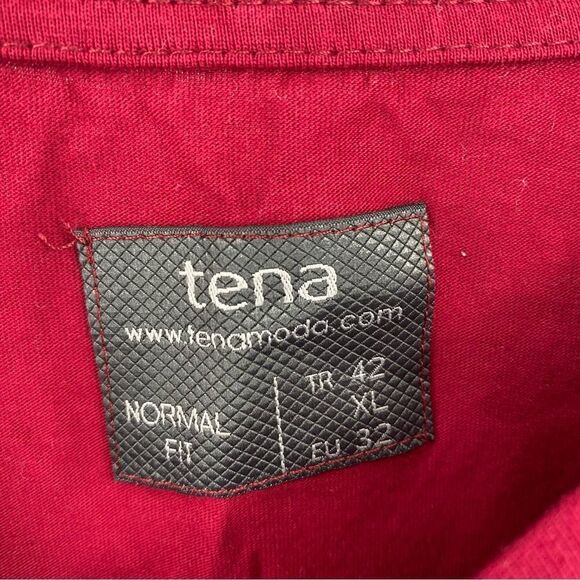 tena
www.tenamoda.com
TR 42
NORMAL XL
FIT EU 32